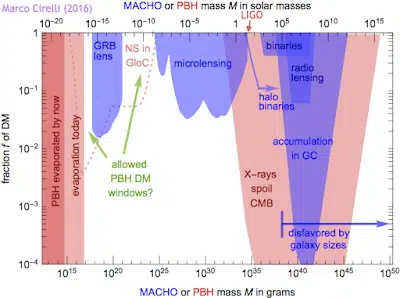 Marco Cirelli (2016)
MACHO or PBH mass M in solar masses
LIGO
10⁻²⁰ 10⁻¹⁵ 10⁻¹⁰ 10⁻⁵ 10⁰ 10⁵ 10¹⁰ 10¹⁵
1
10⁻¹
10⁻²
10⁻³
10⁻⁴
fraction f of DM
PBH evaporated by now
evaporation today
GRB
lens
NS in
GloC
microlensing
binaries
radio
lensing
halo
binaries
allowed
PBH DM
windows?
accumulation
in GC
X-rays
spoil
CMB
disfavored by
galaxy sizes
10¹⁵ 10²⁰ 10²⁵ 10³⁰ 10³⁵ 10⁴⁰ 10⁴⁵ 10⁵⁰
MACHO or PBH mass M in grams